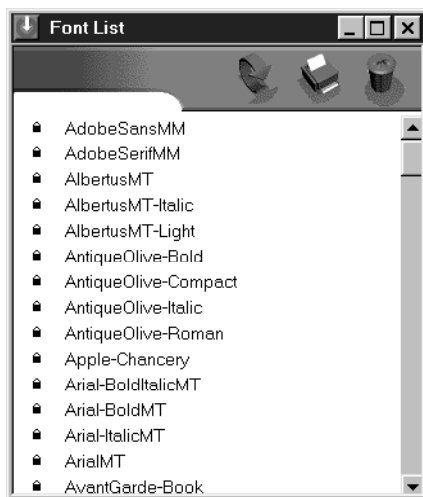 Font List
AdobeSansMM
AdobeSerifMM
AlbertusMT
AlbertusMT-Italic
AlbertusMT-Light
AntiqueOlive-Bold
AntiqueOlive-Compact
AntiqueOlive-Italic
AntiqueOlive-Roman
Apple-Chancery
Arial-BoldItalicMT
Arial-BoldMT
Arial-ItalicMT
ArialMT
AvantGarde-Book